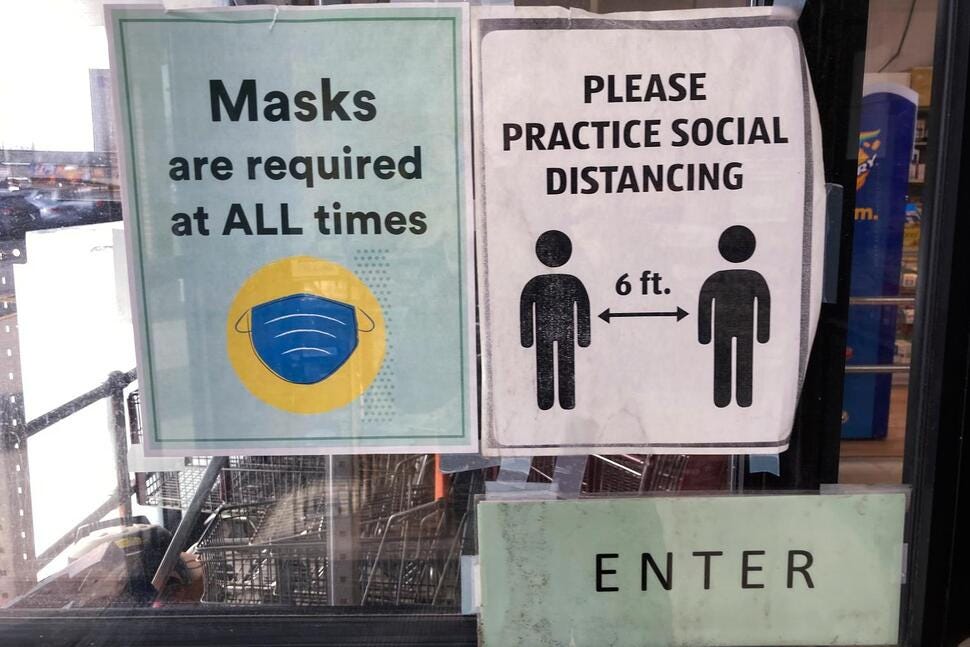 Masks
are required
at ALL times
PLEASE
PRACTICE SOCIAL
DISTANCING
6 ft.
ENTER
m.